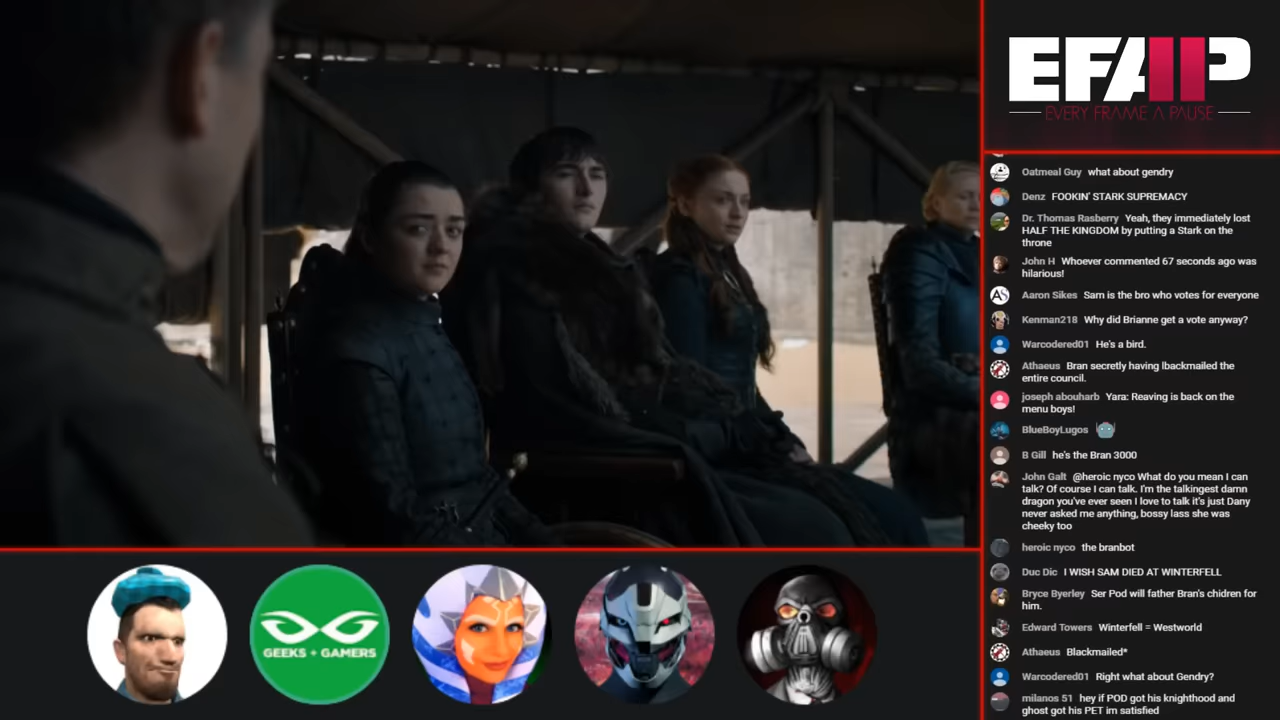 EFAP
EVERY FRAME A PAUSE
Oatmeal Guy what about gendry
Denz FOOKIN' STARK SUPREMACY
Dr. Thomas Rasberry Yeah, they immediately lost
HALF THE KINGDOM by putting a Stark on the
throne
John H Whoever commented 67 seconds ago was
hilarious!
AS
Aaron Sikes Sam is the bro who votes for everyone
Kenman218 Why did Brianne get a vote anyway?
Warcodered01 He's a bird.
Athaeus Bran secretly having lbackmailed the
entire council.
joseph abouharb Yara: Reaving is back on the
menu boys!
BlueBoyLugos
B Gill he's the Bran 3000
John Galt @heroic nyco What do you mean I can
talk? Of course I can talk. I'm the talkingest damn
dragon you've ever seen I love to talk it's just Dany
never asked me anything, bossy lass she was
cheeky too
heroic nyco the branbot
Duc Dic I WISH SAM DIED AT WINTERFELL
Bryce Byerley Ser Pod will father Bran's chidren for
him.
Edward Towers Winterfell = Westworld
Athaeus Blackmailed*
Warcodered01 Right what about Gendry?
milanos 51 hey if POD got his knighthood and
ghost got his PET im satisfied
GEEKS + GAMERS